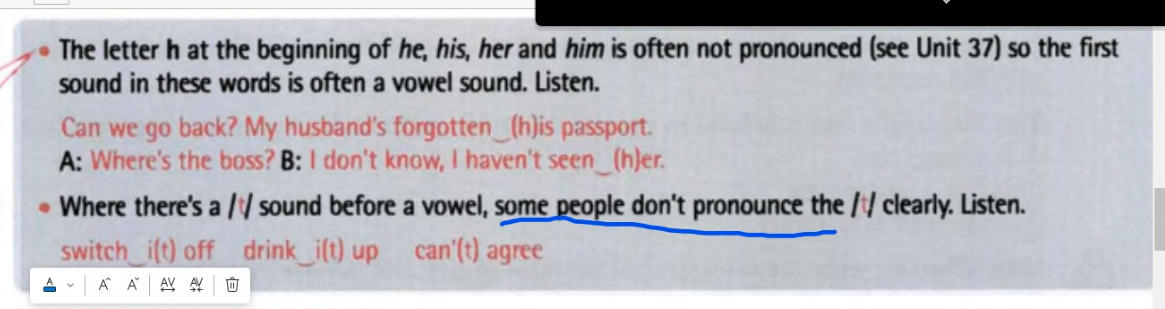 • The letter h at the beginning of he, his, her and him is often not pronounced (see Unit 37) so the first
sound in these words is often a vowel sound. Listen.
Can we go back? My husband's forgotten‿(h)is passport.
A: Where's the boss? B: I don't know, I haven't seen‿(h)er.
• Where there's a /t/ sound before a vowel, some people don't pronounce the /t/ clearly. Listen.
switch‿i(t) off drink‿i(t) up can'(t) agree
A A^ Aˇ AV AV